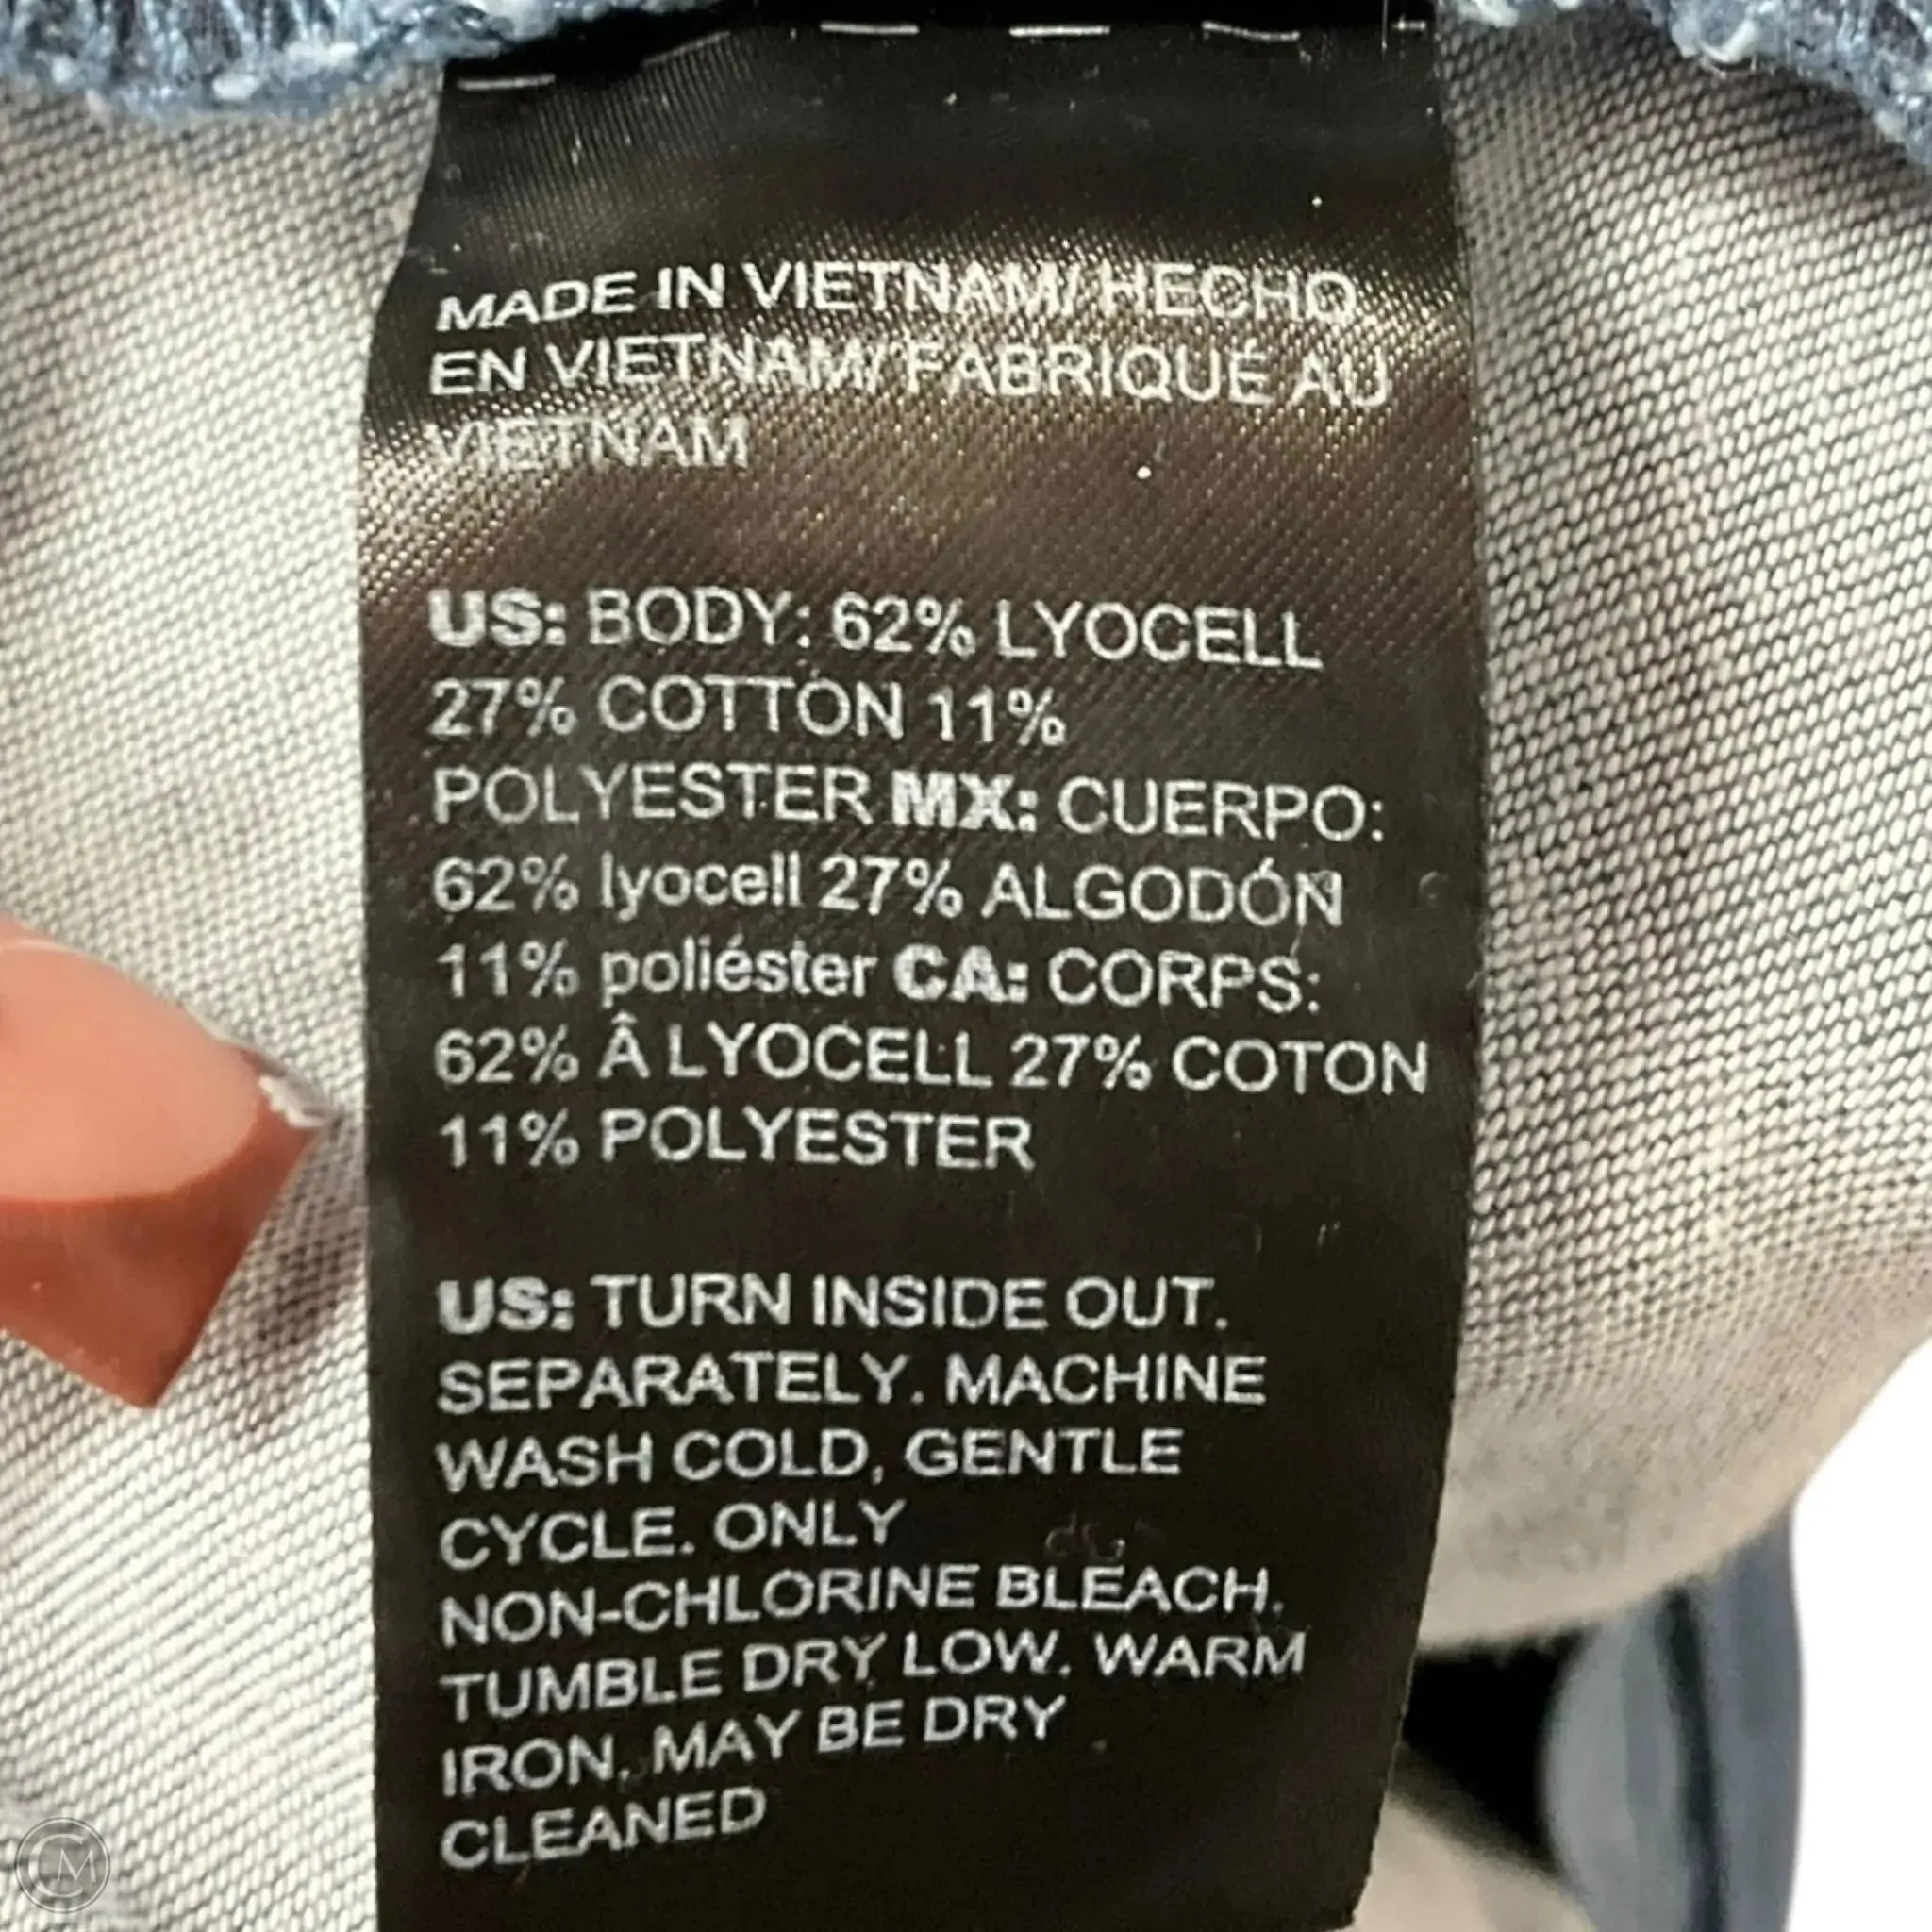 MADE IN VIETNAM/ HECHO
EN VIETNAM/ FABRIQUÉ AU
VIETNAM
US: BODY: 62% LYOCELL
27% COTTON 11%
POLYESTER MX: CUERPO:
62% lyocell 27% ALGODÓN
11% poliéster CA: CORPS:
62% Â LYOCELL 27% COTON
11% POLYESTER
US: TURN INSIDE OUT.
SEPARATELY. MACHINE
WASH COLD, GENTLE
CYCLE. ONLY
NON-CHLORINE BLEACH.
TUMBLE DRY LOW. WARM
IRON. MAY BE DRY
CLEANED